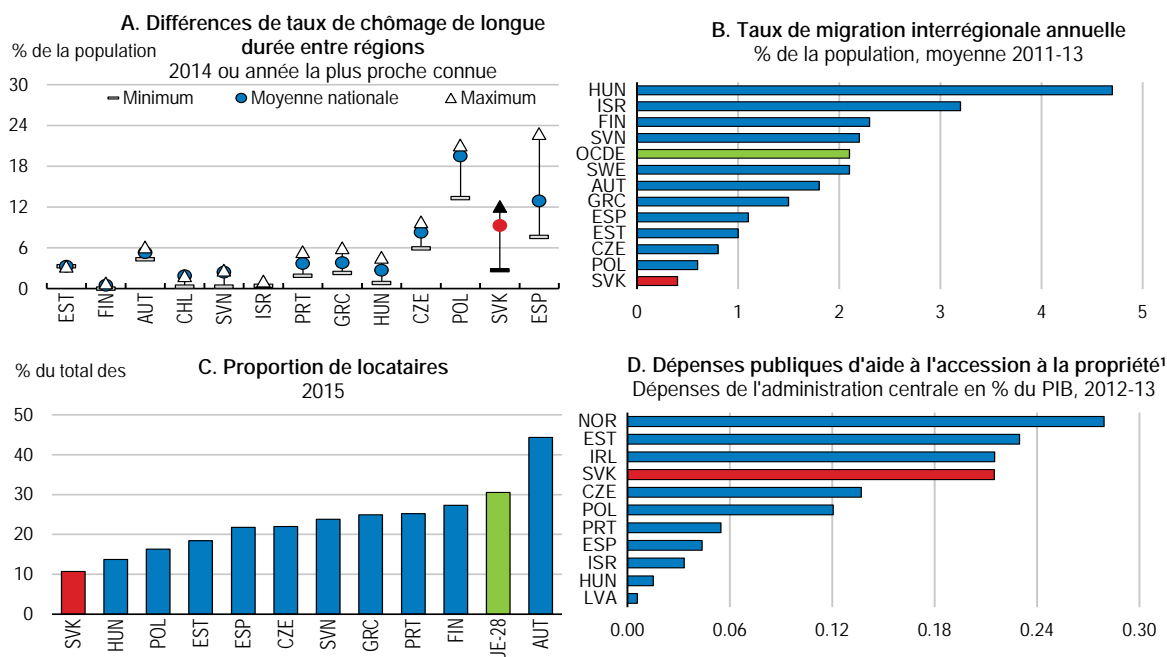 A. Différences de taux de chômage de longue
durée entre régions
2014 ou année la plus proche connue
% de la population
Minimum Moyenne nationale Maximum
30
24
18
12
6
0
EST FIN AUT CHL SVN ISR PRT GRC HUN CZE POL SVK ESP
B. Taux de migration interrégionale annuelle
% de la population, moyenne 2011-13
HUN
ISR
FIN
SVN
OCDE
SWE
AUT
GRC
ESP
EST
CZE
POL
SVK
0 1 2 3 4 5
% du total des
C. Proportion de locataires
2015
50
40
30
20
10
0
SVK HUN POL EST ESP CZE SVN GRC PRT FIN JE-28 AUT
D. Dépenses publiques d'aide à l'accession à la propriété¹
Dépenses de l'administration centrale en % du PIB, 2012-13
NOR
EST
IRL
SVK
CZE
POL
PRT
ESP
ISR
HUN
LVA
0.00 0.06 0.12 0.18 0.24 0.30